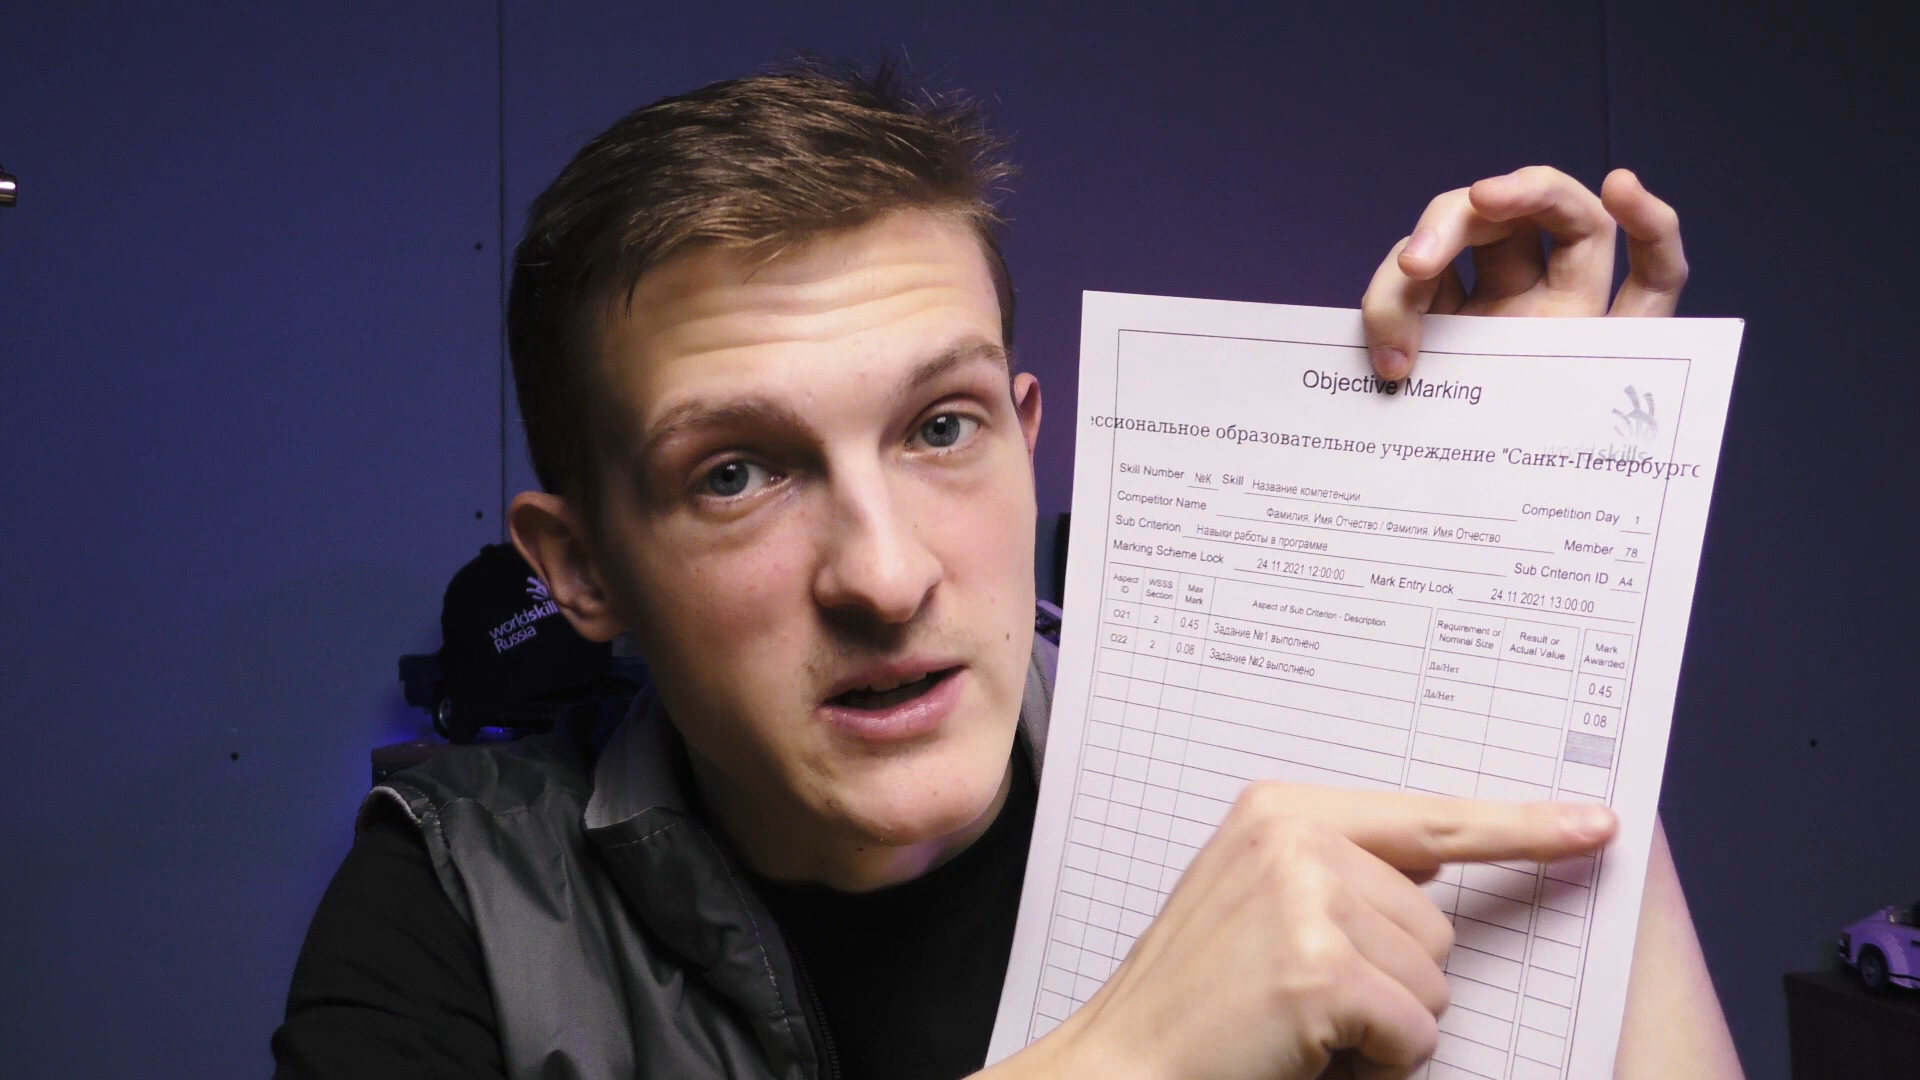 Objective Marking
ессиональное образовательное учреждение "Санкт-Петербургс
worldskills
Skill Number №K Skill Название компетенции Competition Day 1
Competitor Name Фамилия, Имя Отчество / Фамилия, Имя Отчество Member 78
Sub Criterion Навыки работы в программе Sub Criterion ID A4
Marking Scheme Lock 24.11.2021 12:00:00 Mark Entry Lock 24.11.2021 13:00:00
Aspect ID WSSS Section Max Mark Aspect of Sub Criterion - Description Requirement or Nominal Size Result or Actual Value Mark Awarded
O21 2 0.45 Задание №1 выполнено Да/Нет 0.45
O22 2 0.08 Задание №2 выполнено Да/Нет 0.08
worldskills
Russia